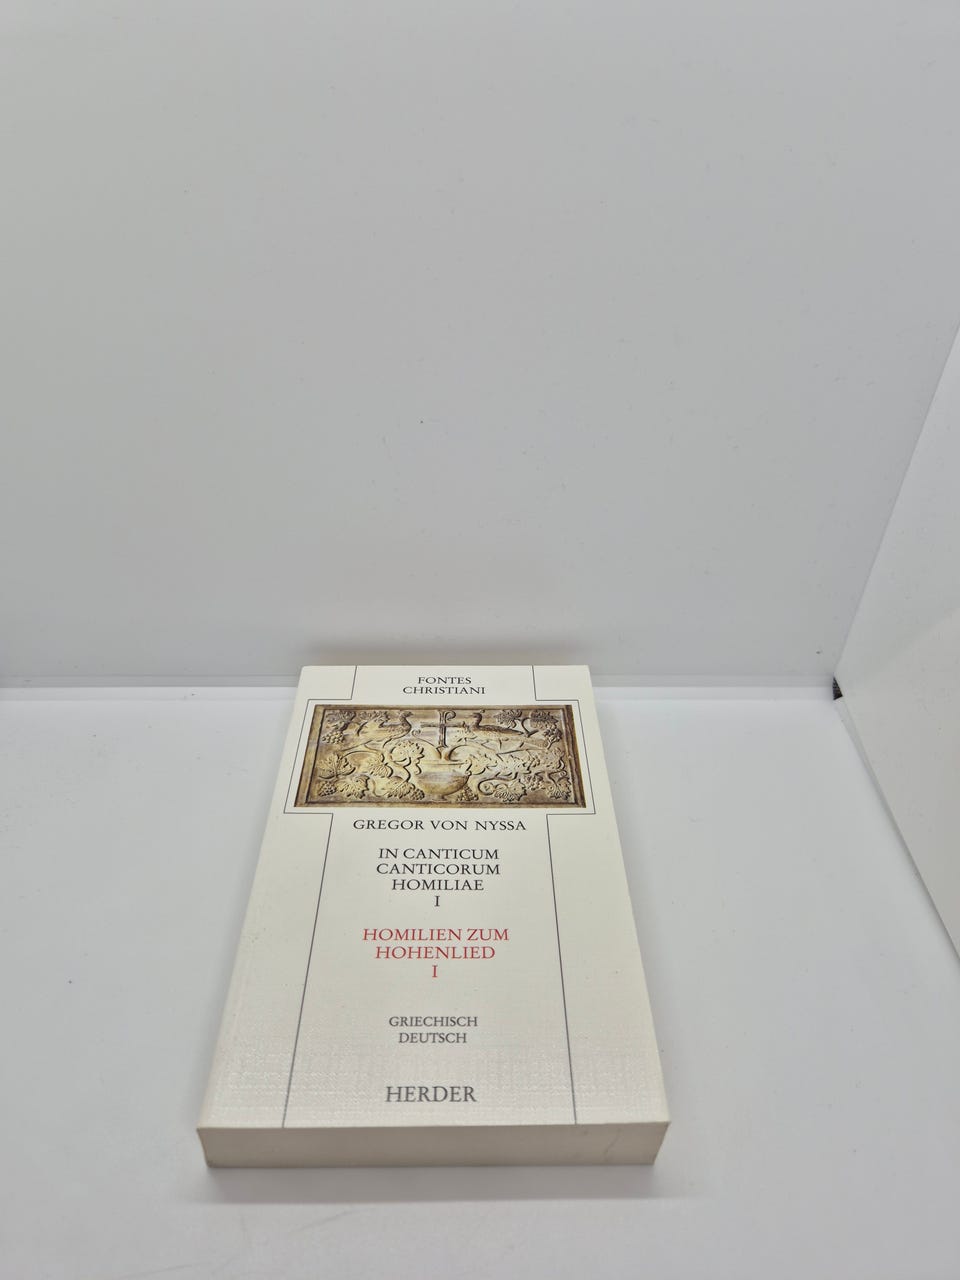 FONTES
CHRISTIANI
GREGOR VON NYSSA
IN CANTICUM
CANTICORUM
HOMILIAE
I
HOMILIEN ZUM
HOHENLIED
I
GRIECHISCH
DEUTSCH
HERDER